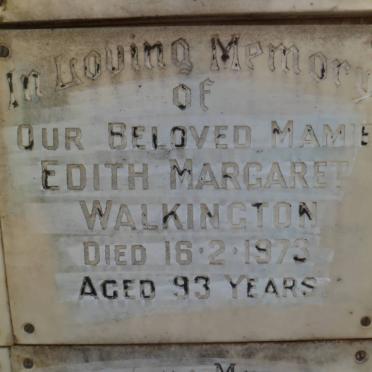 In Loving Memory
of
OUR BELOVED MAMIE
EDITH MARGARET
WALKINGTON
DIED 16·2·1973
AGED 93 YEARS